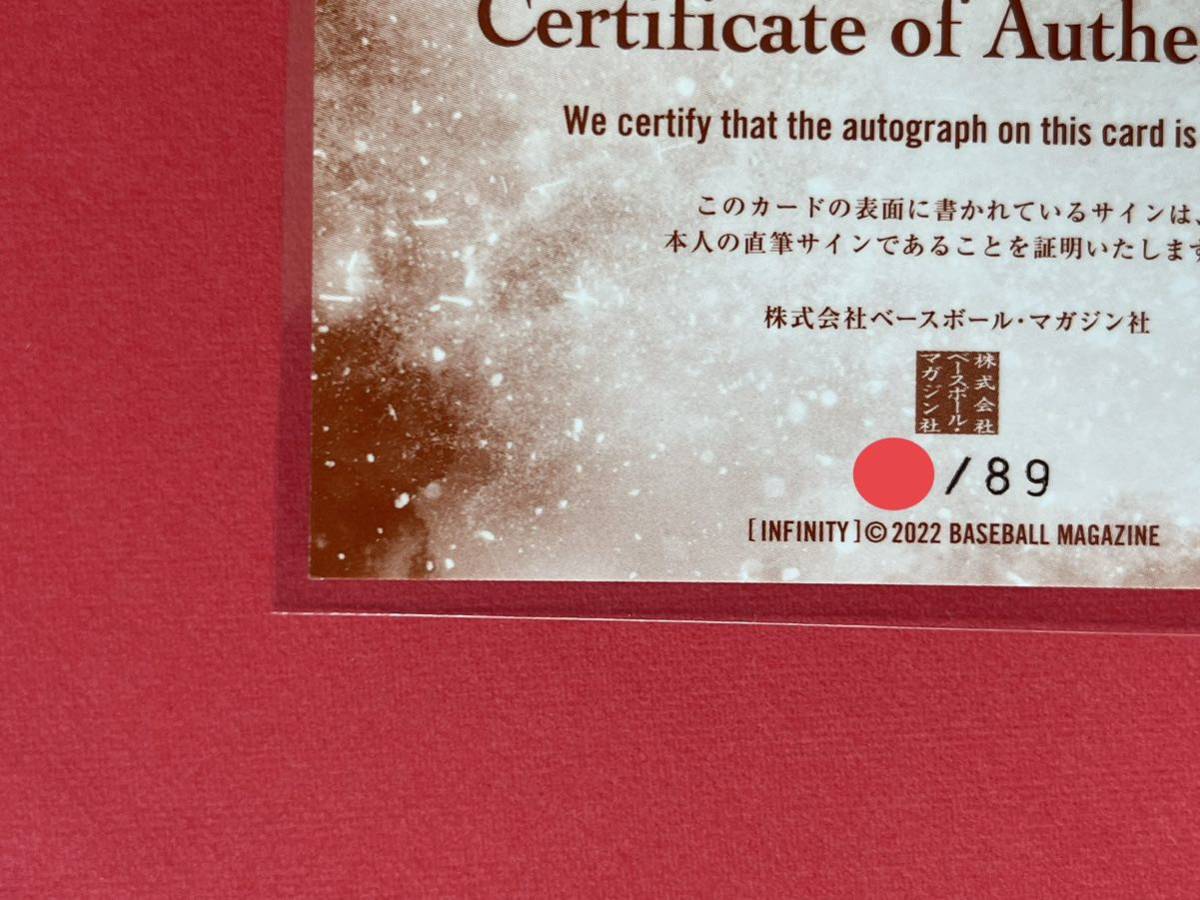 Certificate of Authe
We certify that the autograph on this card is
このカードの表面に書かれているサインは、
本人の直筆サインであることを証明いたします
株式会社ベースボール・マガジン社
株式会社
ベースボール・
マガジン社
/89
[INFINITY]©2022 BASEBALL MAGAZINE